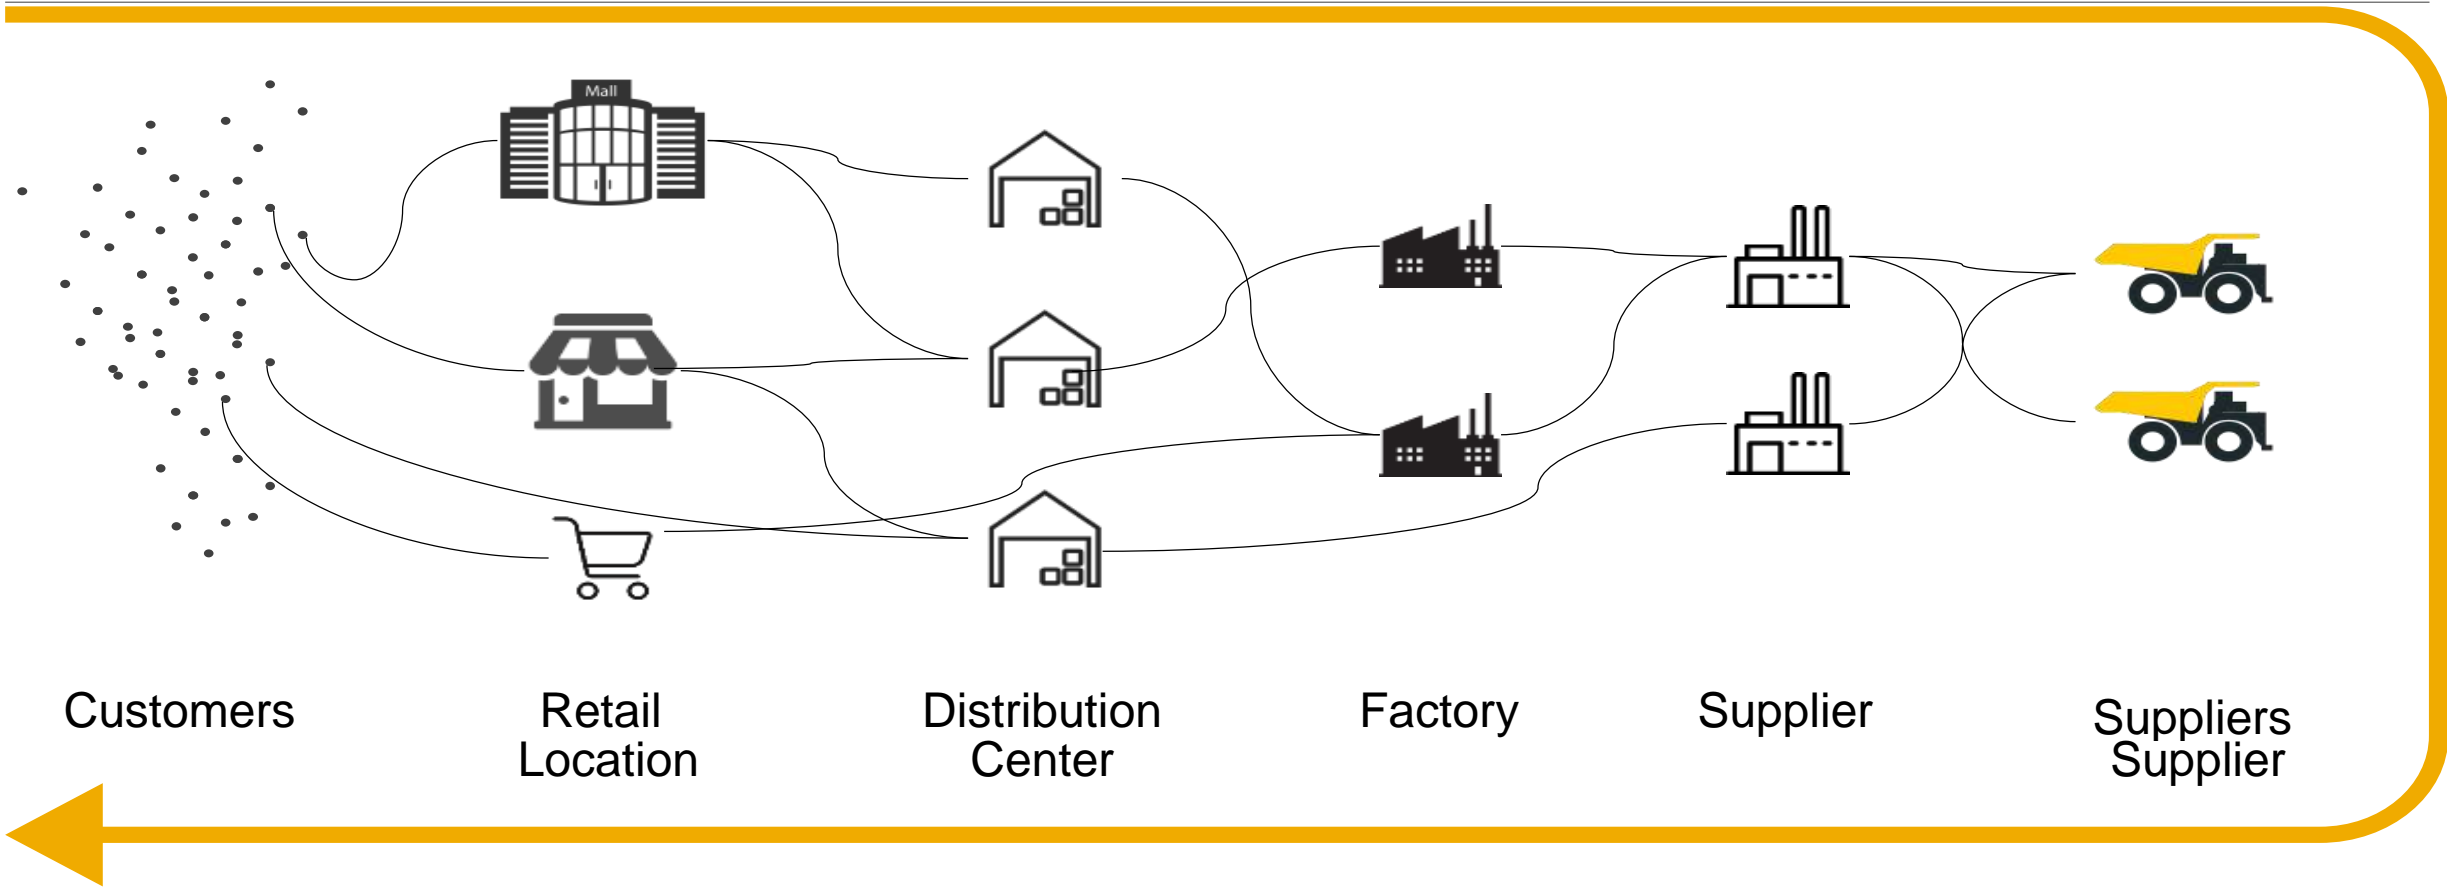 Mall
Customers
Retail
Location
Distribution
Center
Factory
Supplier
Suppliers
Supplier